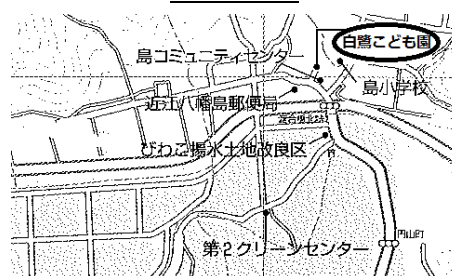 白鷺こども園
島コミュニティセンター
島小学校
近江八幡島郵便局
びわこ揚水土地改良区
円山町
第2クリーンセンター